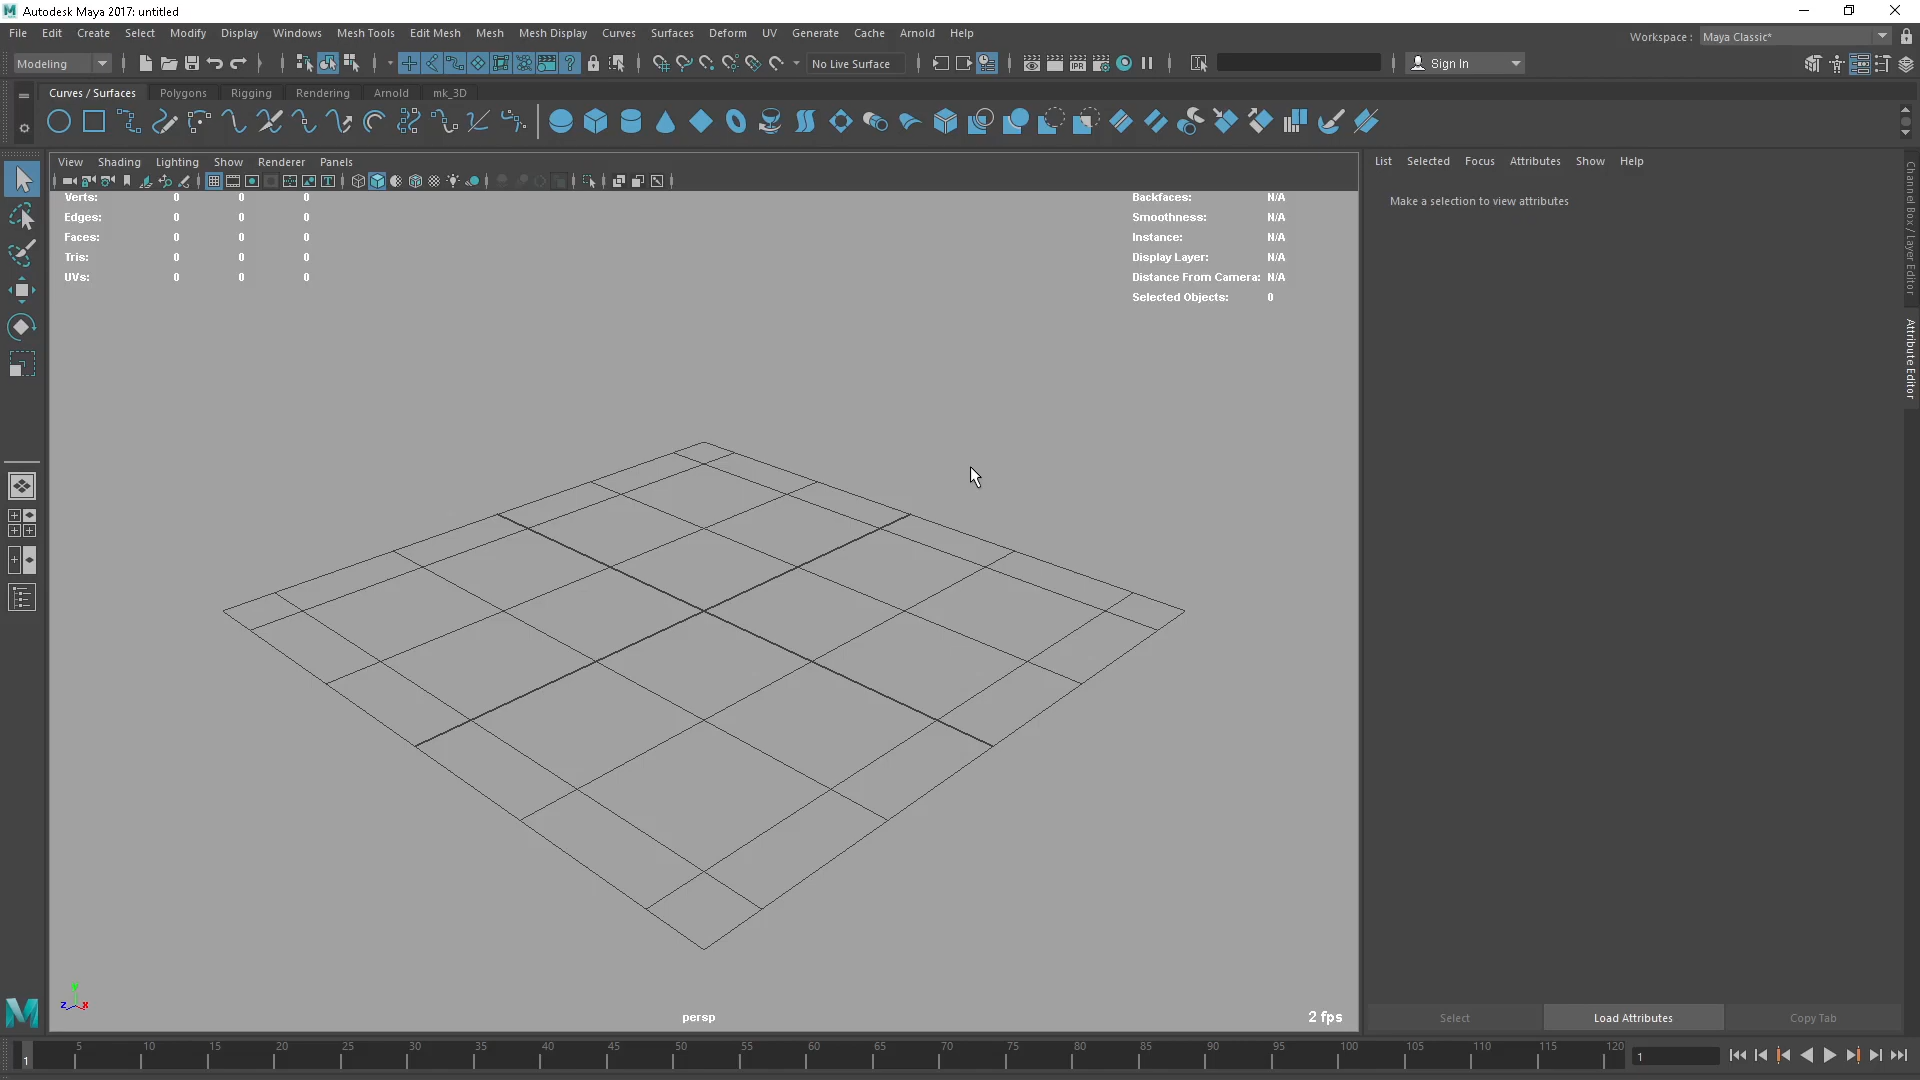 Autodesk Maya 2017: untitled
File Edit Create Select Modify Display Windows Mesh Tools Edit Mesh Mesh Mesh Display Curves Surfaces Deform UV Generate Cache Arnold Help
Workspace : Maya Classic*
Modeling
No Live Surface
Sign In
Curves / Surfaces Polygons Rigging Rendering Arnold mk_3D
View Shading Lighting Show Renderer Panels
List Selected Focus Attributes Show Help
Make a selection to view attributes
Verts: 0 0 0
Edges: 0 0 0
Faces: 0 0 0
Tris: 0 0 0
UVs: 0 0 0
Backfaces: N/A
Smoothness: N/A
Instance: N/A
Display Layer: N/A
Distance From Camera: N/A
Selected Objects: 0
Channel Box / Layer Editor
Attribute Editor
y
z x
persp
2 fps
Select Load Attributes Copy Tab
1 5 10 15 20 25 30 35 40 45 50 55 60 65 70 75 80 85 90 95 100 105 110 115 120
1